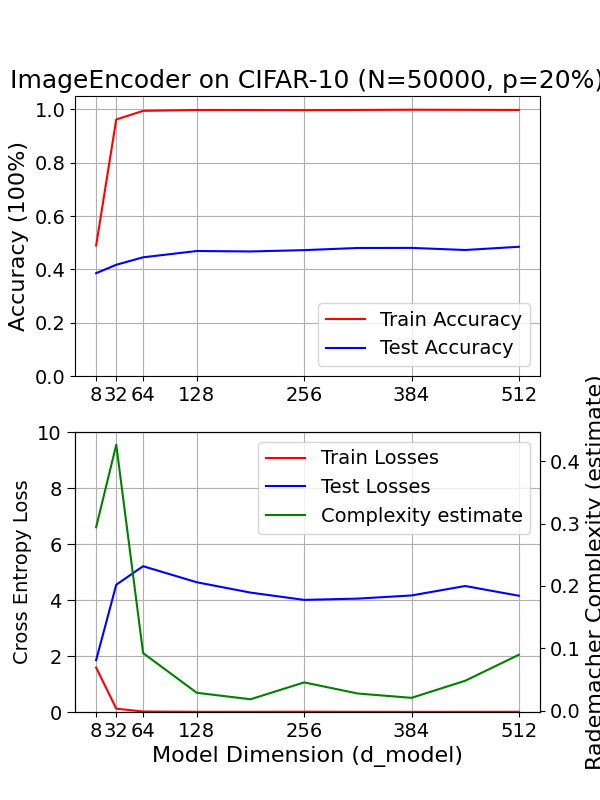 ImageEncoder on CIFAR-10 (N=50000, p=20%)
Accuracy (100%)
1.0
0.8
0.6
0.4
0.2
0.0
Train Accuracy
Test Accuracy
8 32 64 128 256 384 512
Cross Entropy Loss
10
8
6
4
2
0
Train Losses
Test Losses
Complexity estimate
0.4
0.3
0.2
0.1
0.0
Rademacher Complexity (estimate)
8 32 64 128 256 384 512
Model Dimension (d_model)